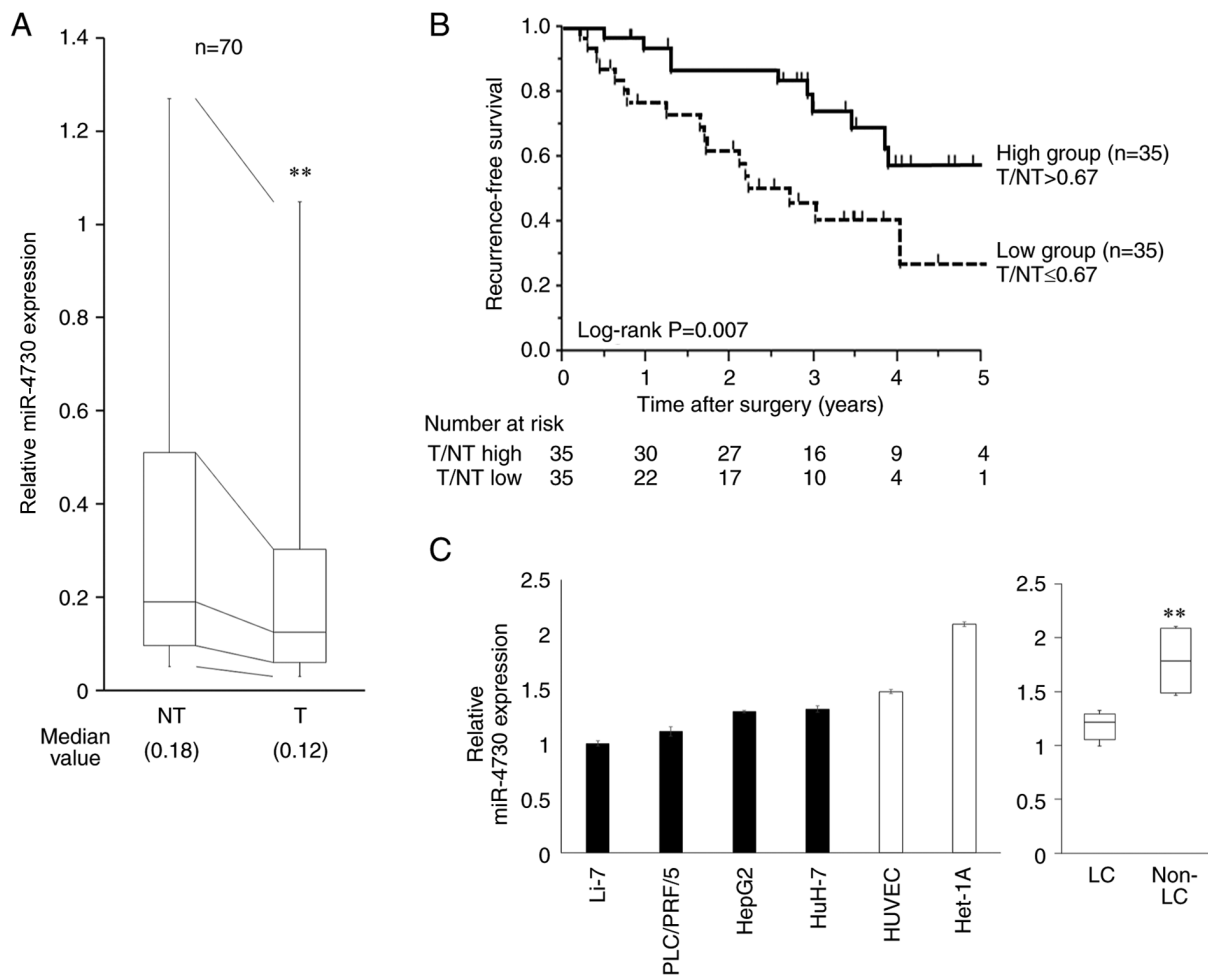 A
1.4
1.2
1
0.8
0.6
0.4
0.2
0
Relative miR-4730 expression
n=70
**
NT
T
Median
value
(0.18)
(0.12)
B
1.0
0.8
0.6
0.4
0.2
0.0
Recurrence-free survival
High group (n=35)
T/NT>0.67
Low group (n=35)
T/NT≤0.67
Log-rank P=0.007
0 1 2 3 4 5
Time after surgery (years)
Number at risk
T/NT high 35 30 27 16 9 4
T/NT low 35 22 17 10 4 1
C
2.5
2
1.5
1
0.5
0
Relative
miR-4730 expression
Li-7
PLC/PRF/5
HepG2
HuH-7
HUVEC
Het-1A
2.5
2
1.5
1
0.5
0
**
LC
Non-
LC